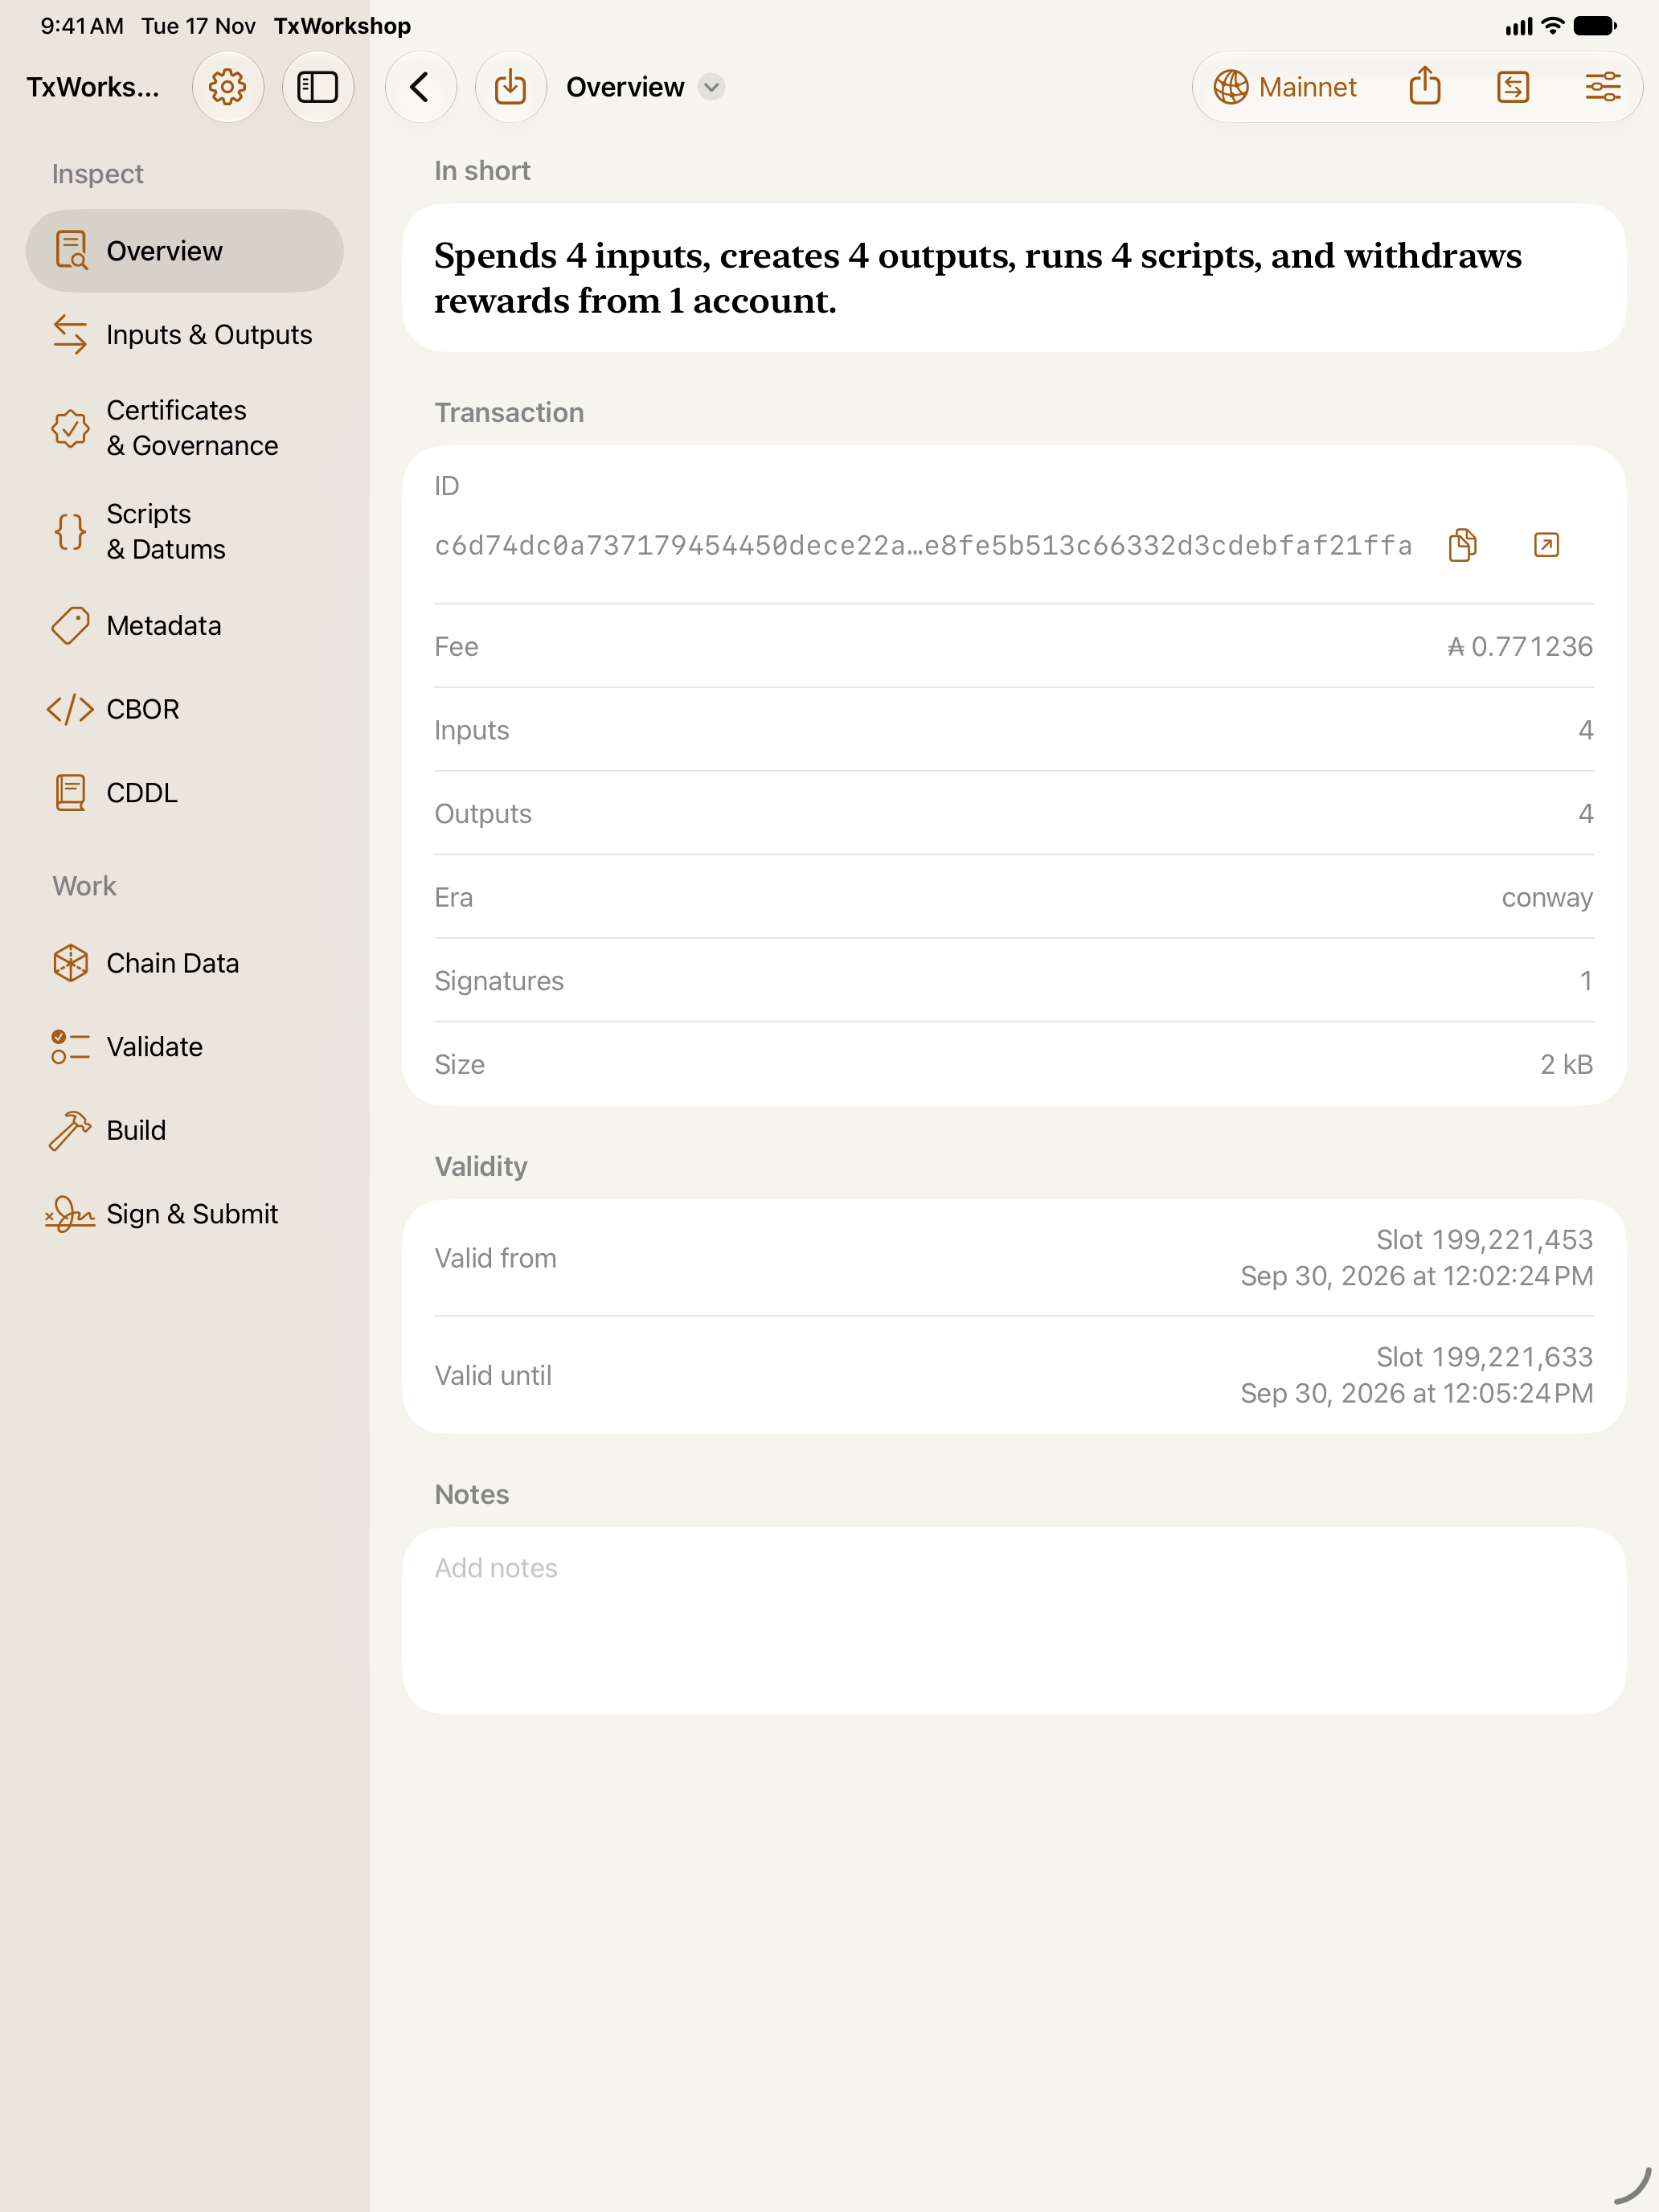 9:41 AM Tue 17 Nov TxWorkshop
TxWorks...
Overview
Mainnet
Inspect
Overview
Inputs & Outputs
Certificates
& Governance
Scripts
& Datums
Metadata
CBOR
CDDL
Work
Chain Data
Validate
Build
Sign & Submit
In short
Spends 4 inputs, creates 4 outputs, runs 4 scripts, and withdraws
rewards from 1 account.
Transaction
ID
c6d74dc0a737179454450dece22a…e8fe5b513c66332d3cdebfaf21ffa
Fee ₳ 0.771236
Inputs 4
Outputs 4
Era conway
Signatures 1
Size 2 kB
Validity
Valid from
Slot 199,221,453
Sep 30, 2026 at 12:02:24 PM
Valid until
Slot 199,221,633
Sep 30, 2026 at 12:05:24 PM
Notes
Add notes